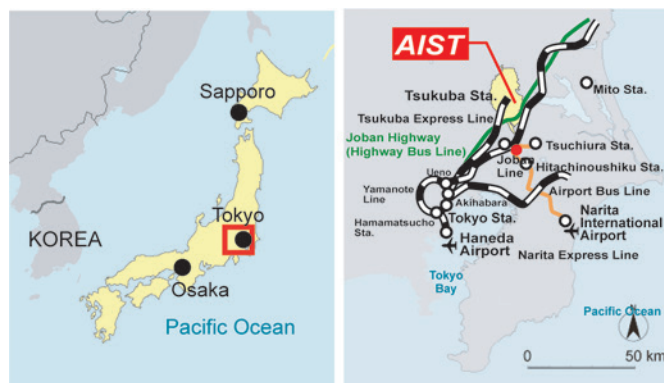 Sapporo
Tokyo
KOREA
Osaka
Pacific Ocean
AIST
Mito Sta.
Tsukuba Sta.
Tsukuba Express Line
Joban Highway
(Highway Bus Line)
Joban
Line
Tsuchiura Sta.
Hitachinoushiku Sta.
Ueno
Airport Bus Line
Yamanote
Line
Akihabara
Hamamatsucho
Sta.
Tokyo Sta.
Narita
International
Airport
Haneda
Airport
Narita Express Line
Tokyo
Bay
Pacific Ocean
N
0
50 km